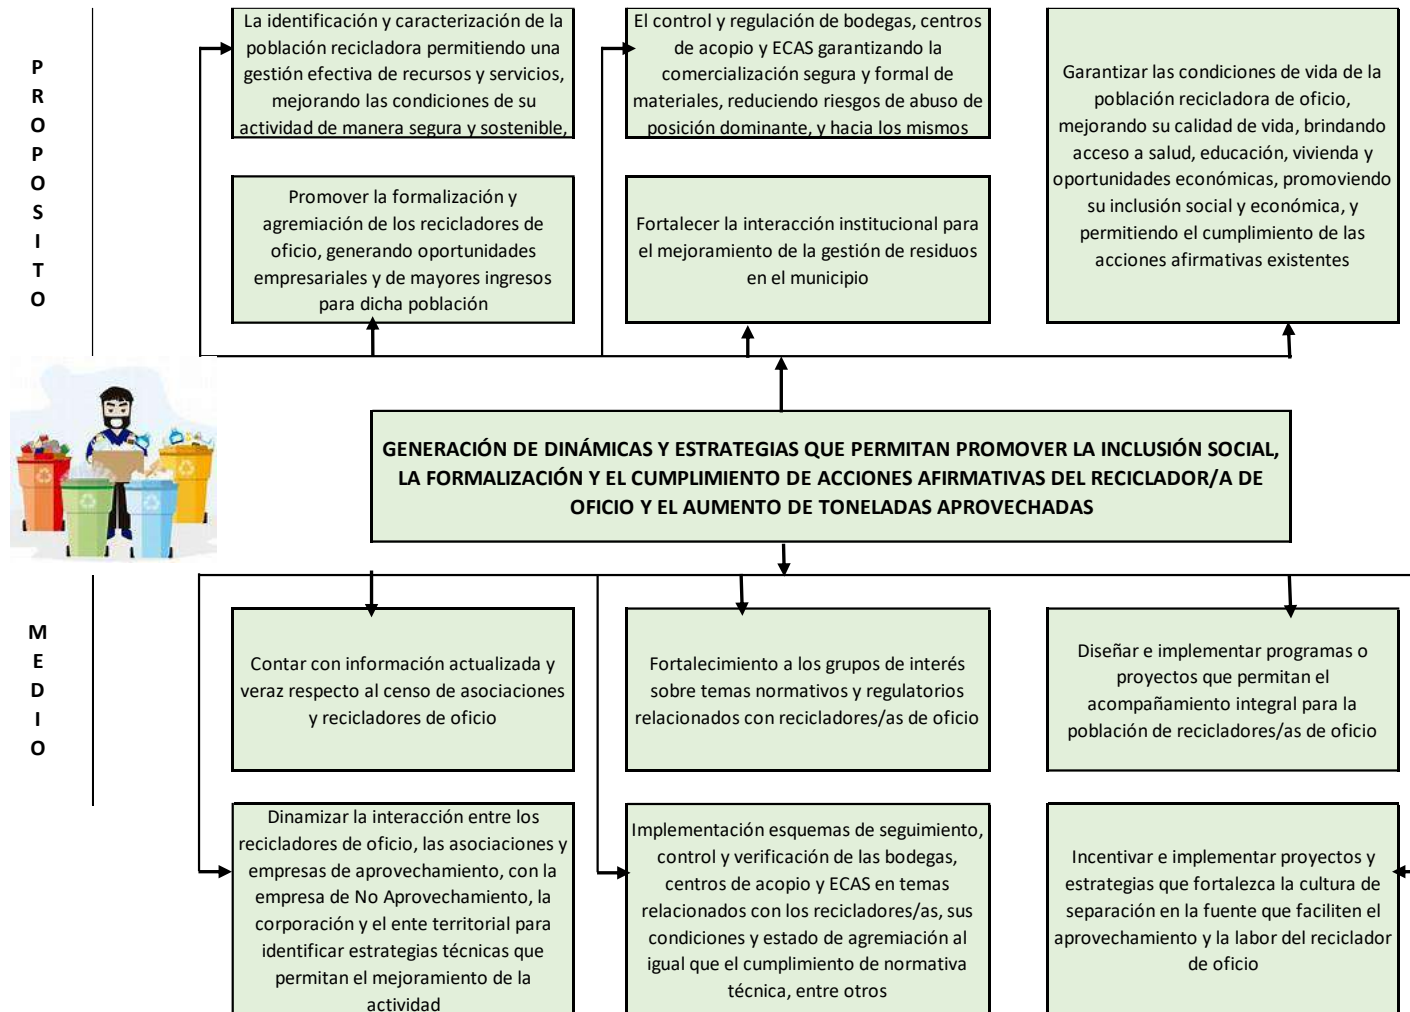 P
R
O
P
O
S
I
T
O
La identificación y caracterización de la
población recicladora permitiendo una
gestión efectiva de recursos y servicios,
mejorando las condiciones de su
actividad de manera segura y sostenible,
El control y regulación de bodegas, centros
de acopio y ECAS garantizando la
comercialización segura y formal de
materiales, reduciendo riesgos de abuso de
posición dominante, y hacia los mismos
Garantizar las condiciones de vida de la
población recicladora de oficio,
mejorando su calidad de vida, brindando
acceso a salud, educación, vivienda y
oportunidades económicas, promoviendo
su inclusión social y económica, y
permitiendo el cumplimiento de las
acciones afirmativas existentes
Promover la formalización y
agremiación de los recicladores de
oficio, generando oportunidades
empresariales y de mayores ingresos
para dicha población
Fortalecer la interacción institucional para
el mejoramiento de la gestión de residuos
en el municipio
GENERACIÓN DE DINÁMICAS Y ESTRATEGIAS QUE PERMITAN PROMOVER LA INCLUSIÓN SOCIAL,
LA FORMALIZACIÓN Y EL CUMPLIMIENTO DE ACCIONES AFIRMATIVAS DEL RECICLADOR/A DE
OFICIO Y EL AUMENTO DE TONELADAS APROVECHADAS
M
E
D
I
O
Contar con información actualizada y
veraz respecto al censo de asociaciones
y recicladores de oficio
Fortalecimiento a los grupos de interés
sobre temas normativos y regulatorios
relacionados con recicladores/as de oficio
Diseñar e implementar programas o
proyectos que permitan el
acompañamiento integral para la
población de recicladores/as de oficio
Dinamizar la interacción entre los
recicladores de oficio, las asociaciones y
empresas de aprovechamiento, con la
empresa de No Aprovechamiento, la
corporación y el ente territorial para
identificar estrategias técnicas que
permitan el mejoramiento de la
actividad
Implementación esquemas de seguimiento,
control y verificación de las bodegas,
centros de acopio y ECAS en temas
relacionados con los recicladores/as, sus
condiciones y estado de agremiación al
igual que el cumplimiento de normativa
técnica, entre otros
Incentivar e implementar proyectos y
estrategias que fortalezca la cultura de
separación en la fuente que faciliten el
aprovechamiento y la labor del reciclador
de oficio